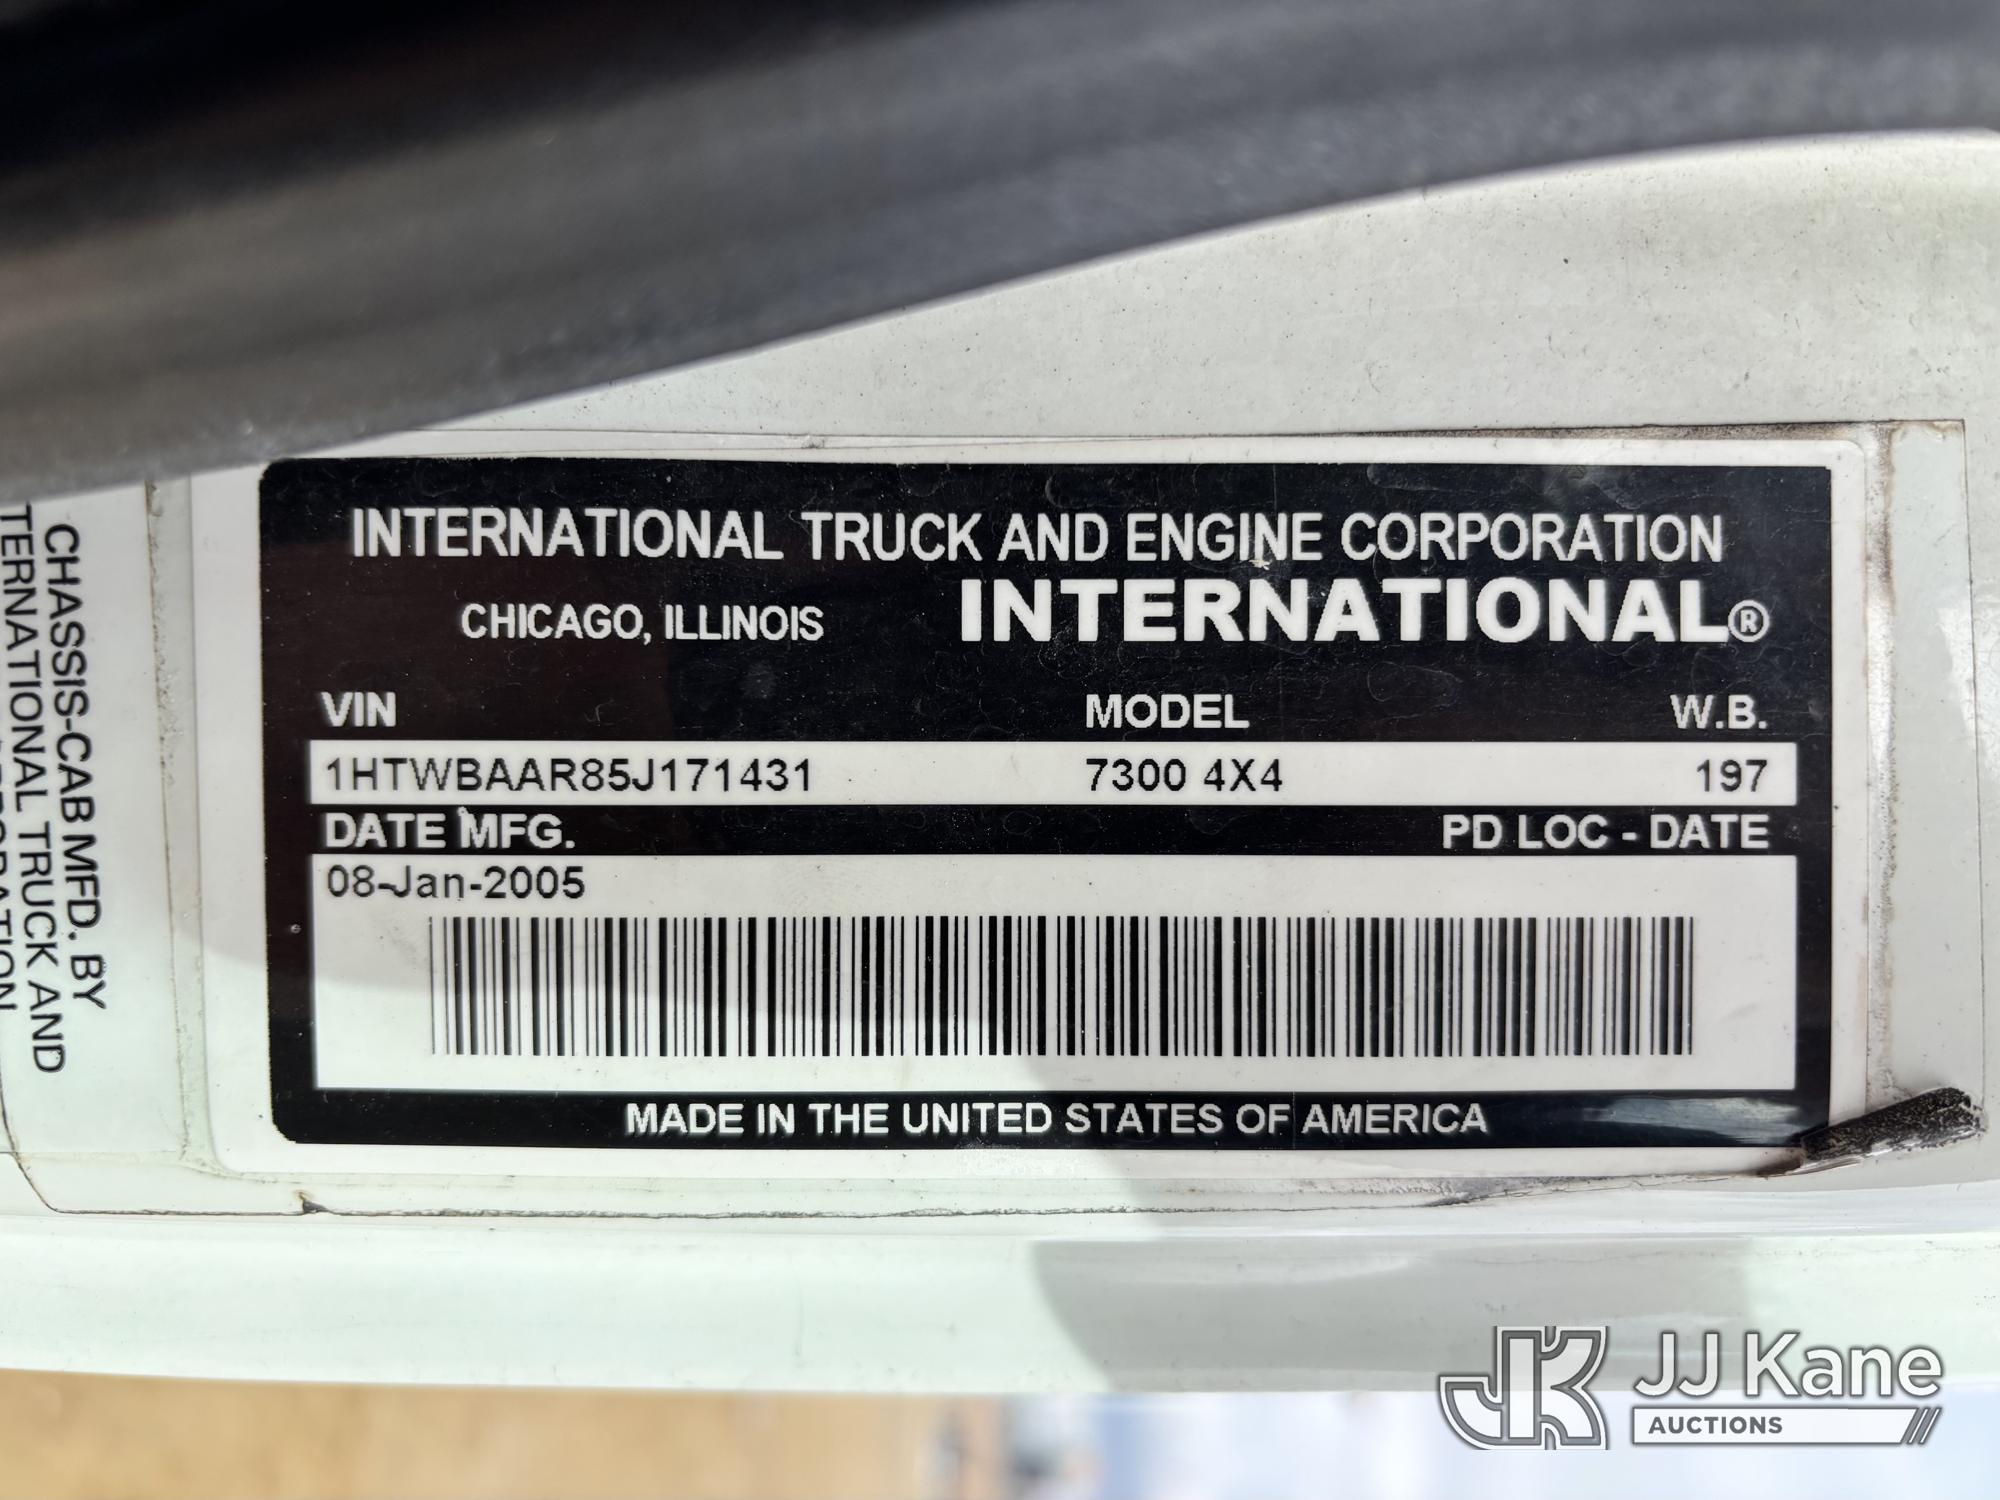 INTERNATIONAL TRUCK AND ENGINE CORPORATION
CHICAGO, ILLINOIS INTERNATIONAL®
VIN MODEL W.B.
1HTWBAAR85J171431 7300 4X4 197
DATE MFG. PD LOC - DATE
08-Jan-2005
MADE IN THE UNITED STATES OF AMERICA
CHASSIS-CAB MFD. BY
TERNATIONAL TRUCK AND
JJ Kane
AUCTIONS